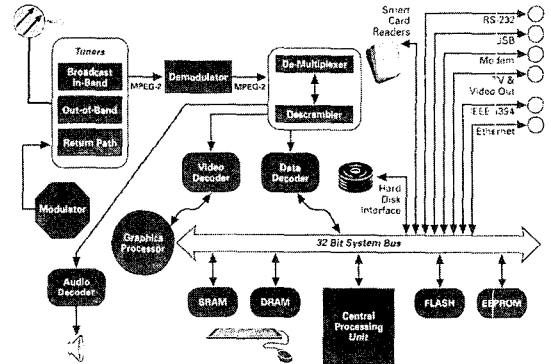 Tuners
Broadcast
In-Band
Out-of-Band
Return Path
MPEG-2
Demodulator
MPEG-2
De-Multiplexer
Descrambler
Smart
Card
Readers
RS-232
USB
Modem
TV &
Video Out
IEEE 1394
Ethernet
Video
Decoder
Data
Decoder
Hard
Disk
Interface
Modulator
Graphics
Processor
32 Bit System Bus
Audio
Decoder
SRAM
DRAM
Central
Processing
Unit
FLASH
EEPROM